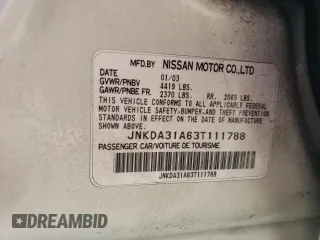 MFD.BY NISSAN MOTOR CO.,LTD
DATE 01/03
GVWR/PNBV 4419 LBS.
GAWR/PNBE FR. 2370 LBS. RR. 2085 LBS.
THIS VEHICLE CONFORMS TO ALL APPLICABLE FEDERAL
MOTOR VEHICLE SAFETY,BUMPER, AND THEFT PREVENTION
STANDARDS IN EFFECT ON THE DATE OF
MANUFACTURE SHOWN ABOVE.
JNKDA31A63T111788
PASSENGER CAR/VOITURE DE TOURISME
JNKDA31A63T111788
DREAMBID